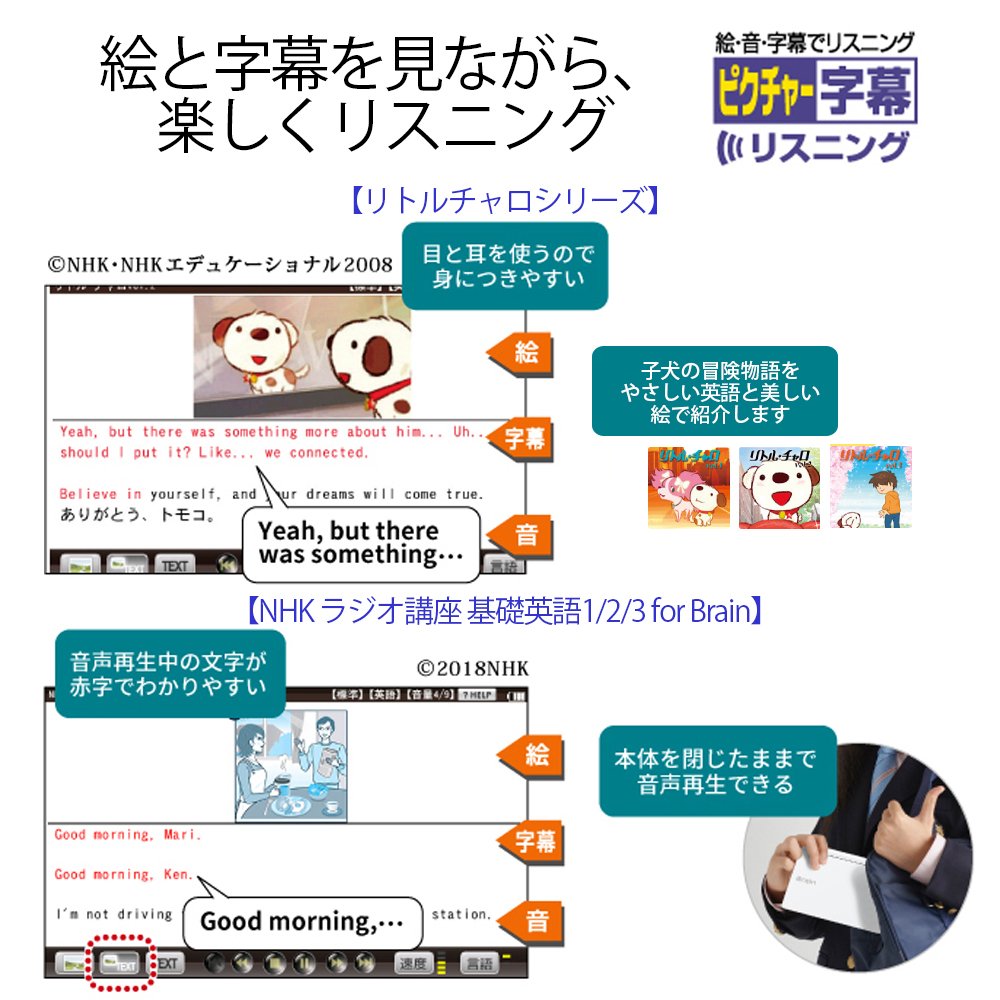 絵と字幕を見ながら、
楽しくリスニング
絵・音・字幕でリスニング
ピクチャー字幕
リスニング
【リトルチャロシリーズ】
©NHK・NHKエデュケーショナル2008
目と耳を使うので
身につきやすい
絵
Yeah, but there was something more about him... Uh...
should I put it? Like... we connected.
字幕
Believe in yourself, and your dreams will come true.
ありがとう、トモコ。
Yeah, but there
was something…
音
TEXT
TEXT
言語
子犬の冒険物語を
やさしい英語と美しい
絵で紹介します
リトル・チャロ
vol.1
リトル・チャロ
vol.2
リトル・チャロ
【NHK ラジオ講座 基礎英語1/2/3 for Brain】
音声再生中の文字が
赤字でわかりやすい
©2018NHK
【標準】【英語】【音量4/9】 ? HELP
絵
Good morning, Mari.
字幕
Good morning, Ken.
I'm not driving
station.
Good morning,…
音
TEXT
TEXT
速度
言語
本体を閉じたままで
音声再生できる
Brain